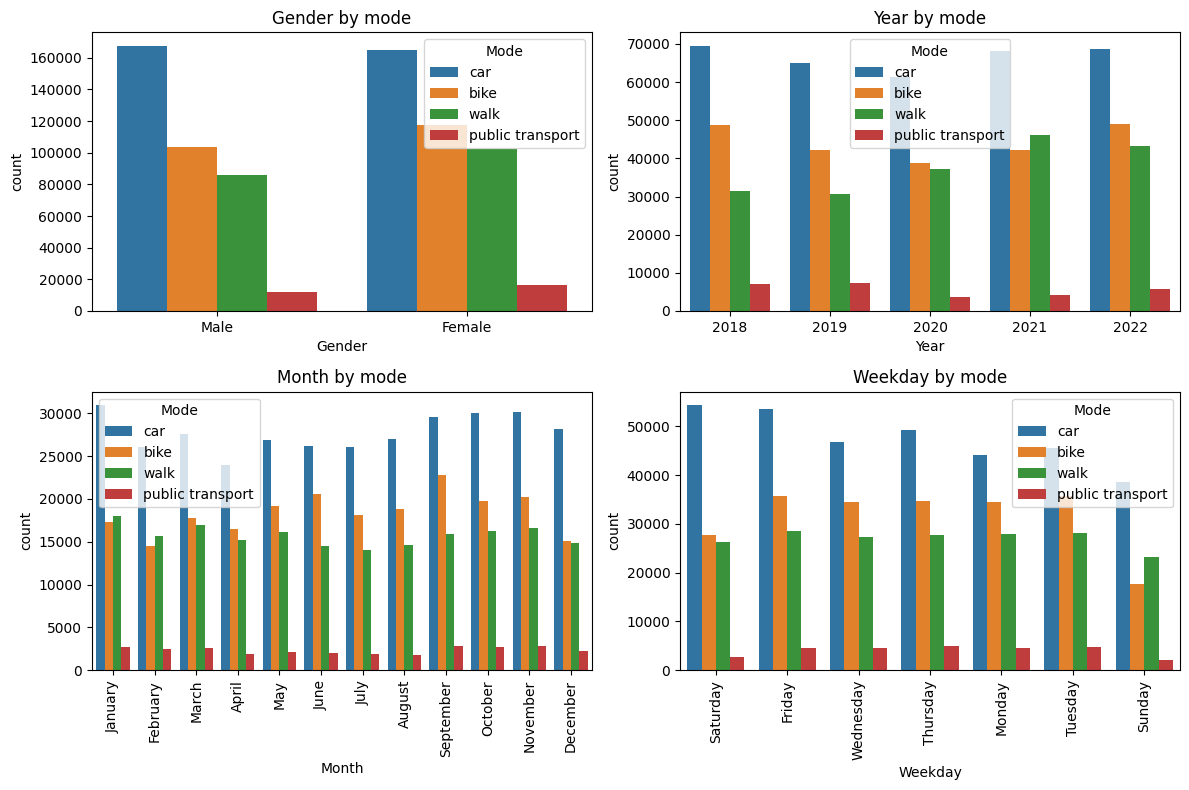 Gender by mode
160000
140000
120000
100000
80000
60000
40000
20000
0
count
Male
Female
Gender
Mode
car
bike
walk
public transport
Year by mode
70000
60000
50000
40000
30000
20000
10000
0
count
2018
2019
2020
2021
2022
Year
Mode
car
bike
walk
public transport
Month by mode
30000
25000
20000
15000
10000
5000
0
count
January
February
March
April
May
June
July
August
September
October
November
December
Month
Mode
car
bike
walk
public transport
Weekday by mode
50000
40000
30000
20000
10000
0
count
Saturday
Friday
Wednesday
Thursday
Monday
Tuesday
Sunday
Weekday
Mode
car
bike
walk
public transport